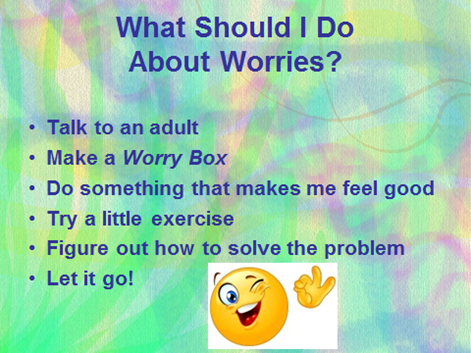 What Should I Do
About Worries?
• Talk to an adult
• Make a Worry Box
• Do something that makes me feel good
• Try a little exercise
• Figure out how to solve the problem
• Let it go!